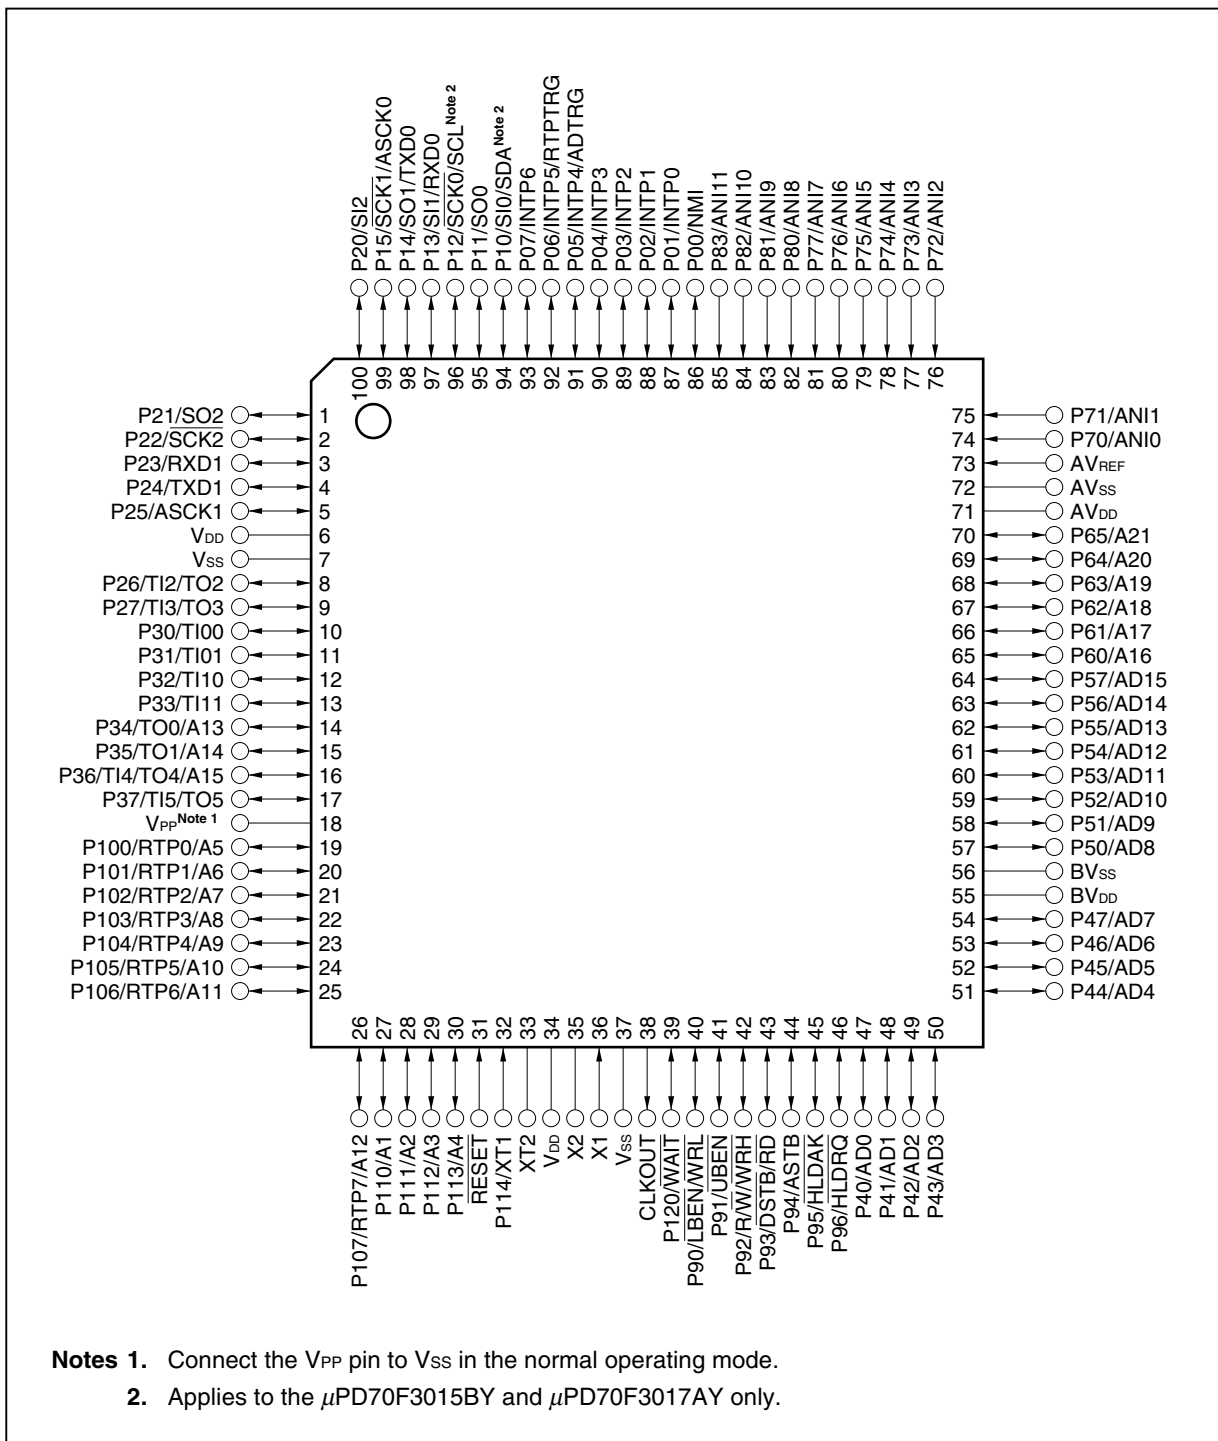 P20/SI2
P15/SCK1/ASCK0
P14/SO1/TXD0
P13/SI1/RXD0
P12/SCK0/SCL Note 2
P11/SO0
P10/SI0/SDA Note 2
P07/INTP6
P06/INTP5/RTPTRG
P05/INTP4/ADTRG
P04/INTP3
P03/INTP2
P02/INTP1
P01/INTP0
P00/NMI
P83/ANI11
P82/ANI10
P81/ANI9
P80/ANI8
P77/ANI7
P76/ANI6
P75/ANI5
P74/ANI4
P73/ANI3
P72/ANI2
100 99 98 97 96 95 94 93 92 91 90 89 88 87 86 85 84 83 82 81 80 79 78 77 76
1
P21/SO2 1
P22/SCK2 2
P23/RXD1 3
P24/TXD1 4
P25/ASCK1 5
VDD 6
VSS 7
P26/TI2/TO2 8
P27/TI3/TO3 9
P30/TI00 10
P31/TI01 11
P32/TI10 12
P33/TI11 13
P34/TO0/A13 14
P35/TO1/A14 15
P36/TI4/TO4/A15 16
P37/TI5/TO5 17
VPP Note 1 18
P100/RTP0/A5 19
P101/RTP1/A6 20
P102/RTP2/A7 21
P103/RTP3/A8 22
P104/RTP4/A9 23
P105/RTP5/A10 24
P106/RTP6/A11 25
75 P71/ANI1
74 P70/ANI0
73 AVREF
72 AVSS
71 AVDD
70 P65/A21
69 P64/A20
68 P63/A19
67 P62/A18
66 P61/A17
65 P60/A16
64 P57/AD15
63 P56/AD14
62 P55/AD13
61 P54/AD12
60 P53/AD11
59 P52/AD10
58 P51/AD9
57 P50/AD8
56 BVSS
55 BVDD
54 P47/AD7
53 P46/AD6
52 P45/AD5
51 P44/AD4
26 27 28 29 30 31 32 33 34 35 36 37 38 39 40 41 42 43 44 45 46 47 48 49 50
P107/RTP7/A12
P110/A1
P111/A2
P112/A3
P113/A4
RESET
P114/XT1
XT2
VDD
X2
X1
VSS
CLKOUT
P120/WAIT
P90/LBEN/WRL
P91/UBEN
P92/R/W/WRH
P93/DSTB/RD
P94/ASTB
P95/HLDAK
P96/HLDRQ
P40/AD0
P41/AD1
P42/AD2
P43/AD3
Notes 1. Connect the VPP pin to VSS in the normal operating mode.
2. Applies to the μPD70F3015BY and μPD70F3017AY only.